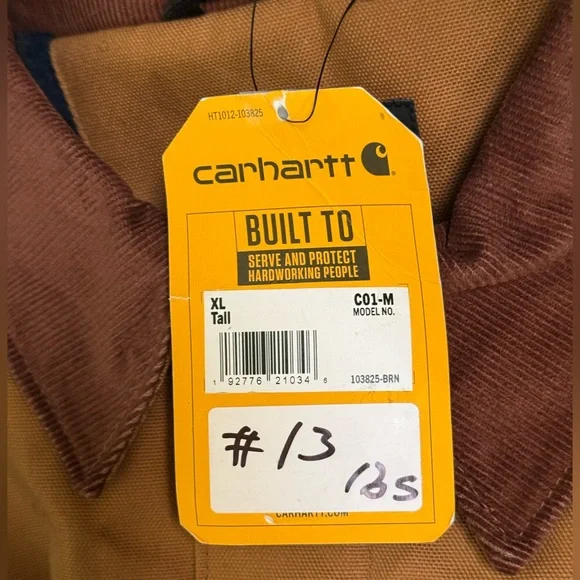 HT1012-103825
carhartt
BUILT TO
SERVE AND PROTECT
HARDWORKING PEOPLE
XL C01-M
Tall MODEL NO.
1 92776 21034 6 103825-BRN
# 13
CARHARTT.COM